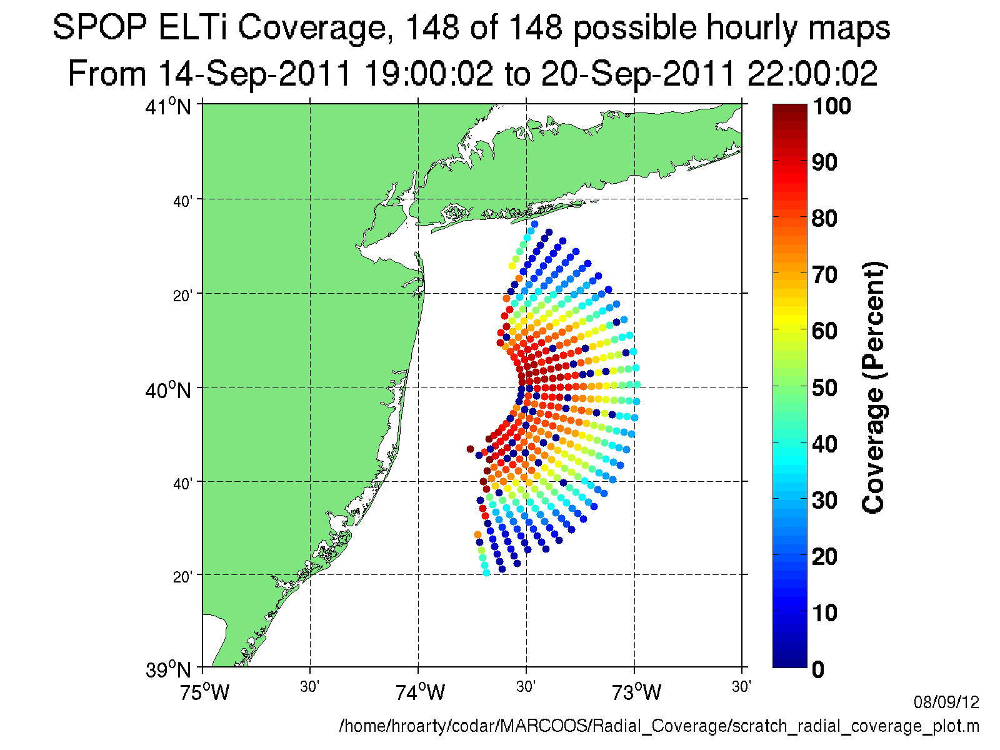 SPOP ELTi Coverage, 148 of 148 possible hourly maps
From 14-Sep-2011 19:00:02 to 20-Sep-2011 22:00:02
41°N
40'
20'
40°N
40'
20'
39°N
75°W
30'
74°W
30'
73°W
30'
100
90
80
70
60
50
40
30
20
10
0
Coverage (Percent)
08/09/12
/home/hroarty/codar/MARCOOS/Radial_Coverage/scratch_radial_coverage_plot.m